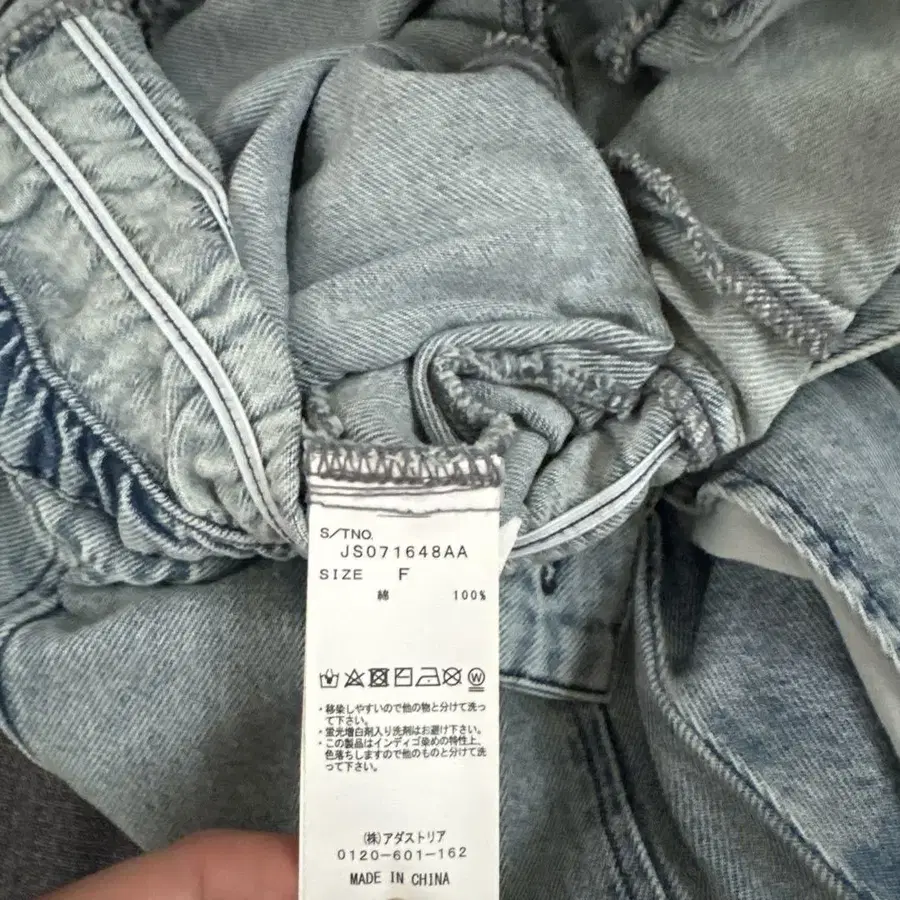 S/TNO.
JS071648AA
SIZE F
綿 100%
・移染しやすいので他の物と分けて洗っ
て下さい。
・蛍光増白剤入り洗剤はお避け下さい。
・この製品はインディゴ染めの特性上、
色落ちしますので他のものと分けて洗
って下さい。
(株)アダストリア
0120-601-162
MADE IN CHINA